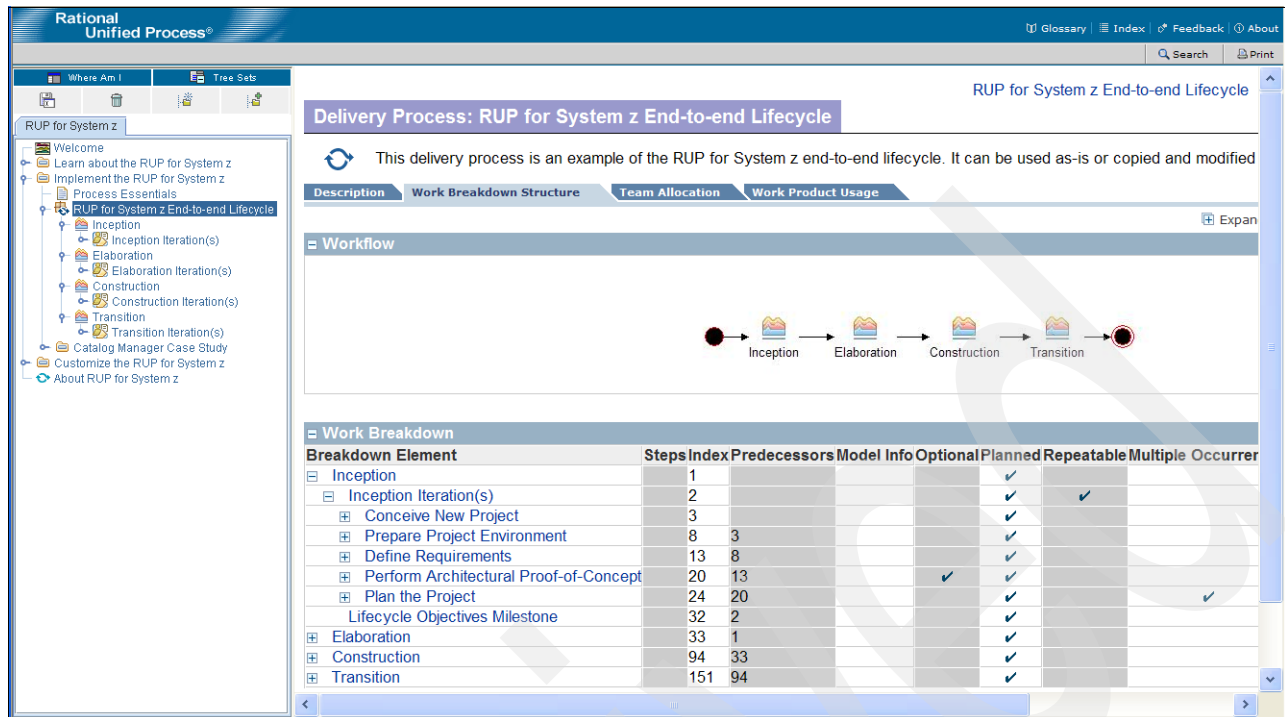 Rational
Unified Process®
Glossary | Index | Feedback | About
Search Print
Where Am I Tree Sets
RUP for System z
Welcome
Learn about the RUP for System z
Implement the RUP for System z
Process Essentials
RUP for System z End-to-end Lifecycle
Inception
Inception Iteration(s)
Elaboration
Elaboration Iteration(s)
Construction
Construction Iteration(s)
Transition
Transition Iteration(s)
Catalog Manager Case Study
Customize the RUP for System z
About RUP for System z
RUP for System z End-to-end Lifecycle
Delivery Process: RUP for System z End-to-end Lifecycle
This delivery process is an example of the RUP for System z end-to-end lifecycle. It can be used as-is or copied and modified
Description Work Breakdown Structure Team Allocation Work Product Usage
Expan
Workflow
Inception Elaboration Construction Transition
Work Breakdown
Breakdown Element Steps Index Predecessors Model Info Optional Planned Repeatable Multiple Occurren
Inception 1 ✔
Inception Iteration(s) 2 ✔ ✔
Conceive New Project 3 ✔
Prepare Project Environment 8 3 ✔
Define Requirements 13 8 ✔
Perform Architectural Proof-of-Concept 20 13 ✔ ✔
Plan the Project 24 20 ✔ ✔
Lifecycle Objectives Milestone 32 2 ✔
Elaboration 33 1 ✔
Construction 94 33 ✔
Transition 151 94 ✔